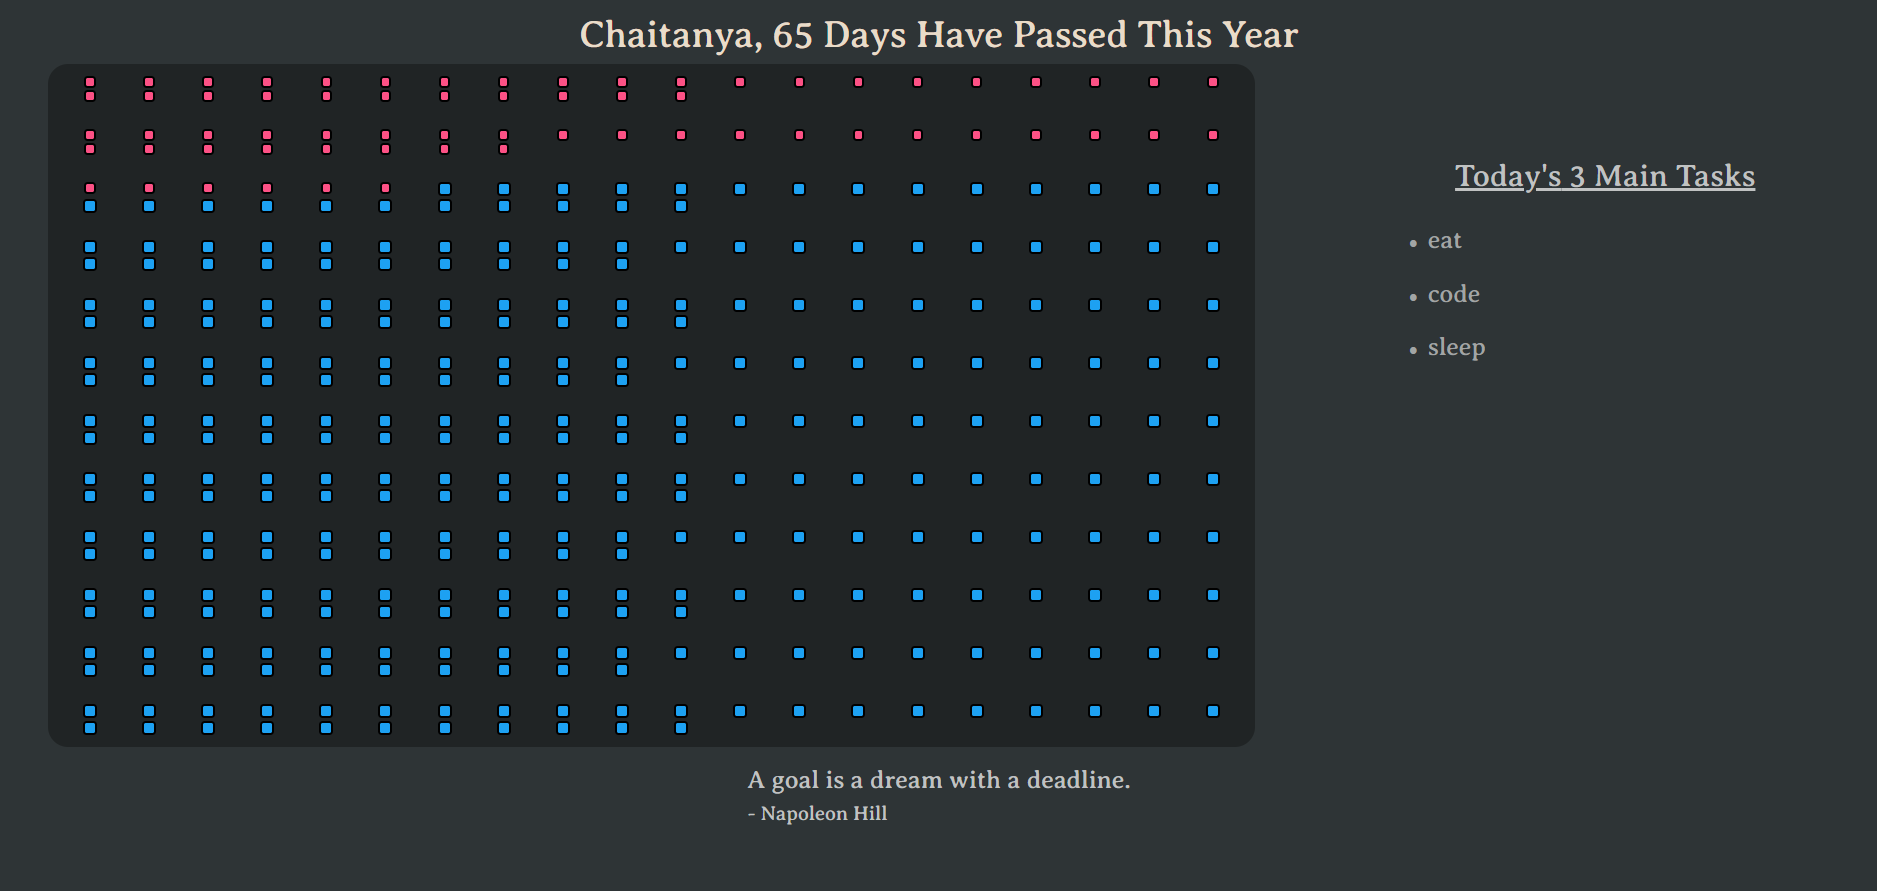 Chaitanya, 65 Days Have Passed This Year
Today's 3 Main Tasks
• eat
• code
• sleep
A goal is a dream with a deadline.
- Napoleon Hill